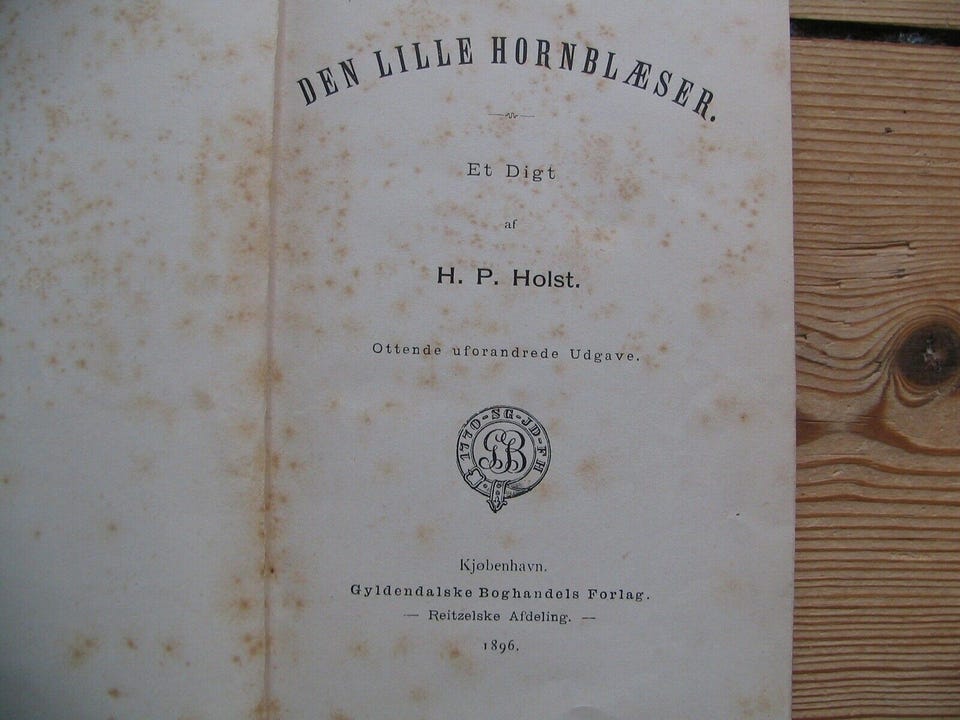 DEN LILLE HORNBLÆSER.
Et Digt
af
H. P. Holst.
Ottende uforandrede Udgave.
1770-SG-JD-FH
GB
Kjøbenhavn.
Gyldendalske Boghandels Forlag.
— Reitzelske Afdeling. —
1896.